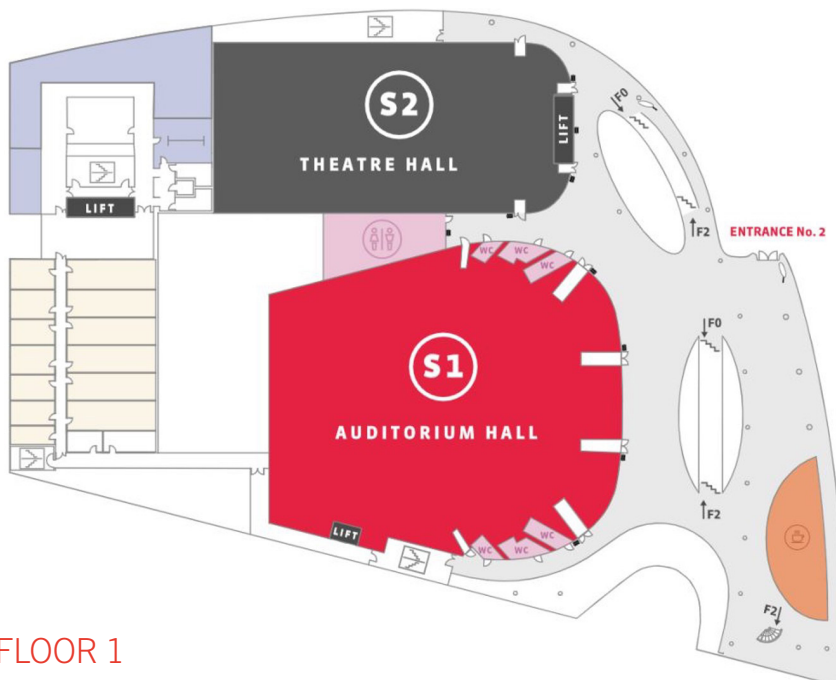 S2
THEATRE HALL
LIFT
LIFT
F0
F2
ENTRANCE No. 2
WC
WC
WC
F0
S1
AUDITORIUM HALL
F2
LIFT
WC
WC
WC
F2
FLOOR 1